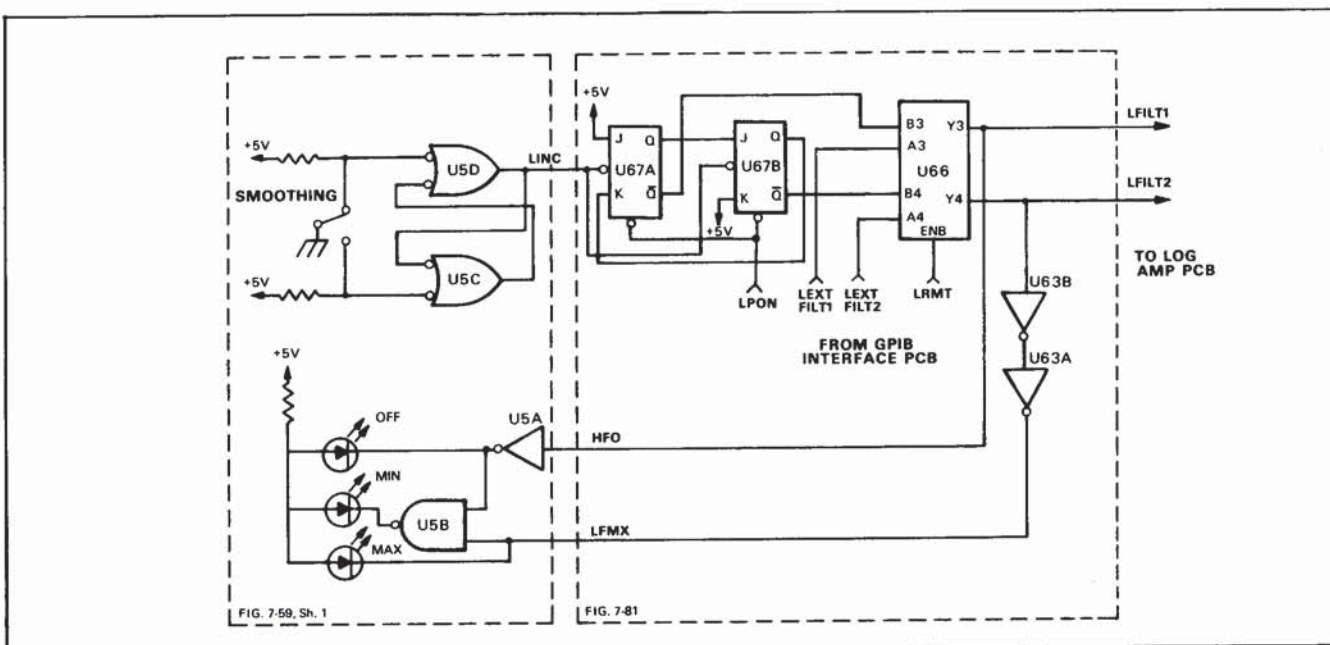 +5V
SMOOTHING
+5V
U5D
U5C
LINC
+5V
J
Q
U67A
K
Q̅
J
Q
U67B
K
Q̅
+5V
LPON
LEXT
FILT1
LEXT
FILT2
LRMT
B3
Y3
A3
U66
B4
Y4
A4
ENB
LFILT1
LFILT2
TO LOG
AMP PCB
FROM GPIB
INTERFACE PCB
U63B
U63A
+5V
OFF
MIN
MAX
U5A
U5B
HFO
LFMX
FIG. 7-59, Sh. 1
FIG. 7-81